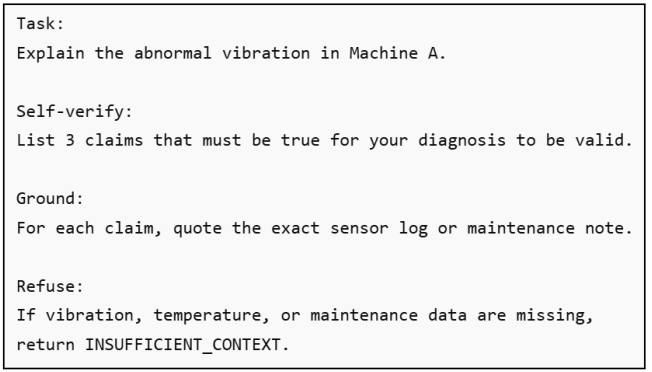 Task:
Explain the abnormal vibration in Machine A.
Self-verify:
List 3 claims that must be true for your diagnosis to be valid.
Ground:
For each claim, quote the exact sensor log or maintenance note.
Refuse:
If vibration, temperature, or maintenance data are missing,
return INSUFFICIENT_CONTEXT.